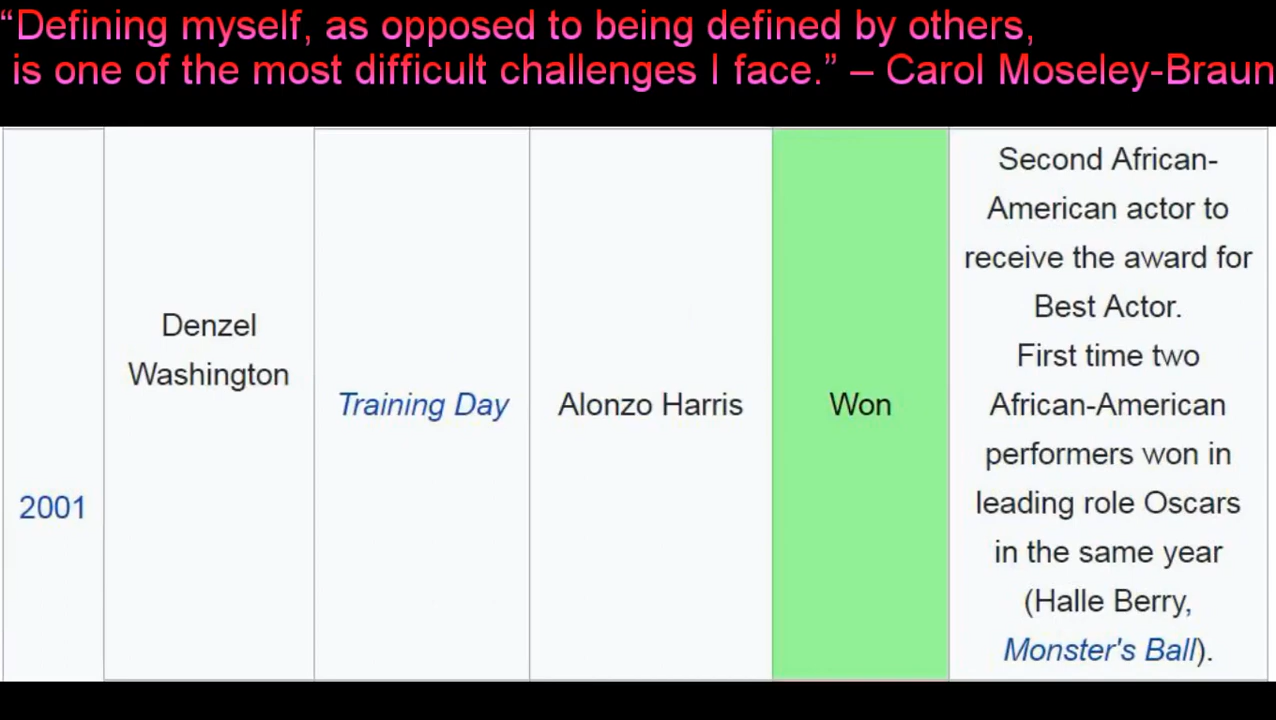 “Defining myself, as opposed to being defined by others,
is one of the most difficult challenges I face.” – Carol Moseley-Braun
2001
Denzel
Washington
Training Day
Alonzo Harris
Won
Second African-
American actor to
receive the award for
Best Actor.
First time two
African-American
performers won in
leading role Oscars
in the same year
(Halle Berry,
Monster's Ball).